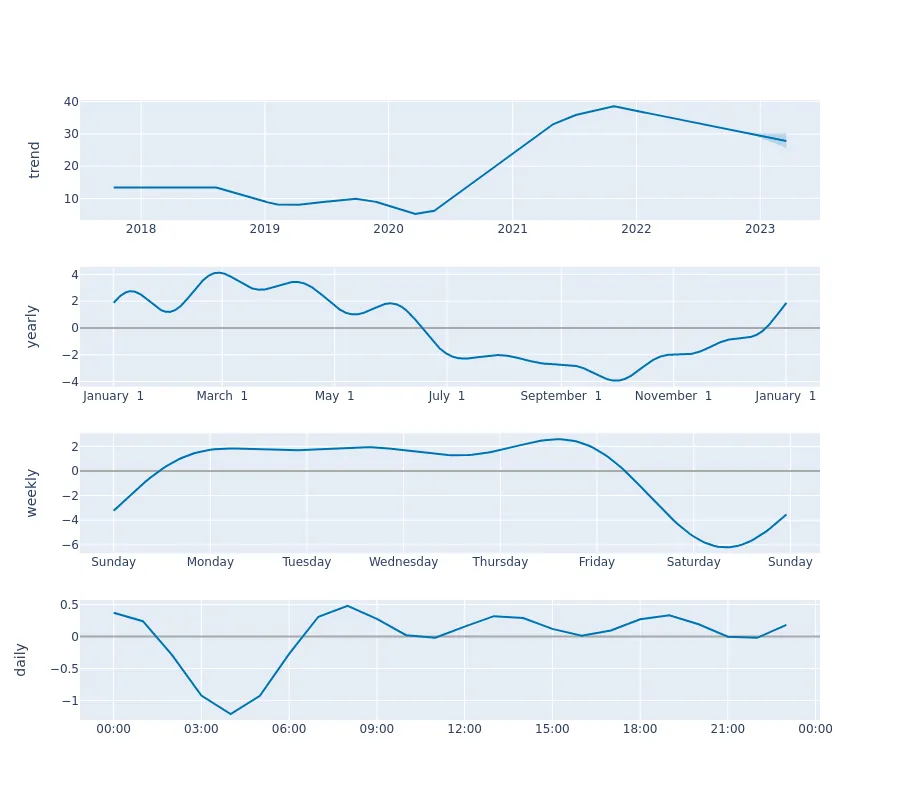 trend
40
30
20
10
2018 2019 2020 2021 2022 2023
yearly
4
2
0
−2
−4
January 1 March 1 May 1 July 1 September 1 November 1 January 1
weekly
2
0
−2
−4
−6
Sunday Monday Tuesday Wednesday Thursday Friday Saturday Sunday
daily
0.5
0
−0.5
−1
00:00 03:00 06:00 09:00 12:00 15:00 18:00 21:00 00:00